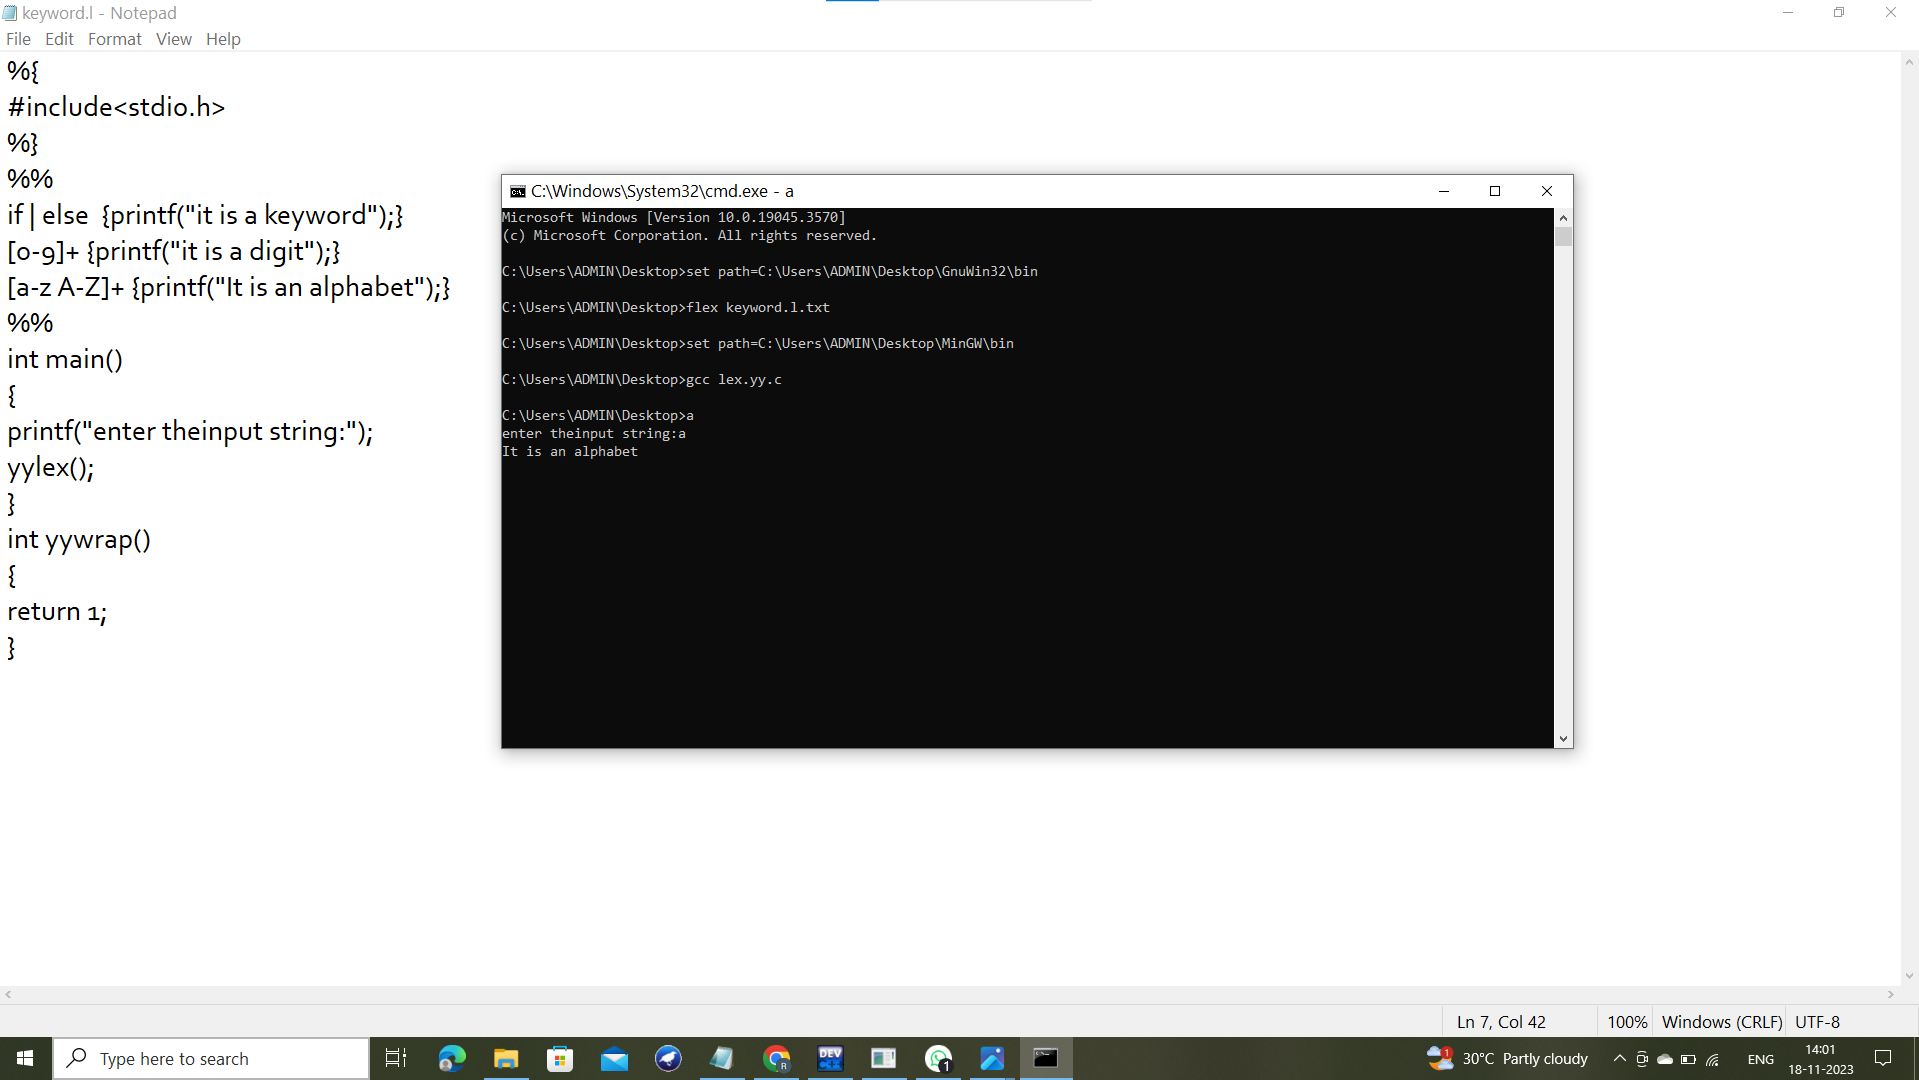 keyword.l - Notepad
File Edit Format View Help
%{
#include<stdio.h>
%}
%%
if | else  {printf("it is a keyword");}
[0-9]+ {printf("it is a digit");}
[a-z A-Z]+ {printf("It is an alphabet");}
%%
int main()
{
printf("enter theinput string:");
yylex();
}
int yywrap()
{
return 1;
}
C:\Windows\System32\cmd.exe - a
Microsoft Windows [Version 10.0.19045.3570]
(c) Microsoft Corporation. All rights reserved.
C:\Users\ADMIN\Desktop>set path=C:\Users\ADMIN\Desktop\GnuWin32\bin
C:\Users\ADMIN\Desktop>flex keyword.l.txt
C:\Users\ADMIN\Desktop>set path=C:\Users\ADMIN\Desktop\MinGW\bin
C:\Users\ADMIN\Desktop>gcc lex.yy.c
C:\Users\ADMIN\Desktop>a
enter theinput string:a
It is an alphabet
Ln 7, Col 42 100% Windows (CRLF) UTF-8
Type here to search
DEV
R
1
1
30°C Partly cloudy
ENG
14:01
18-11-2023